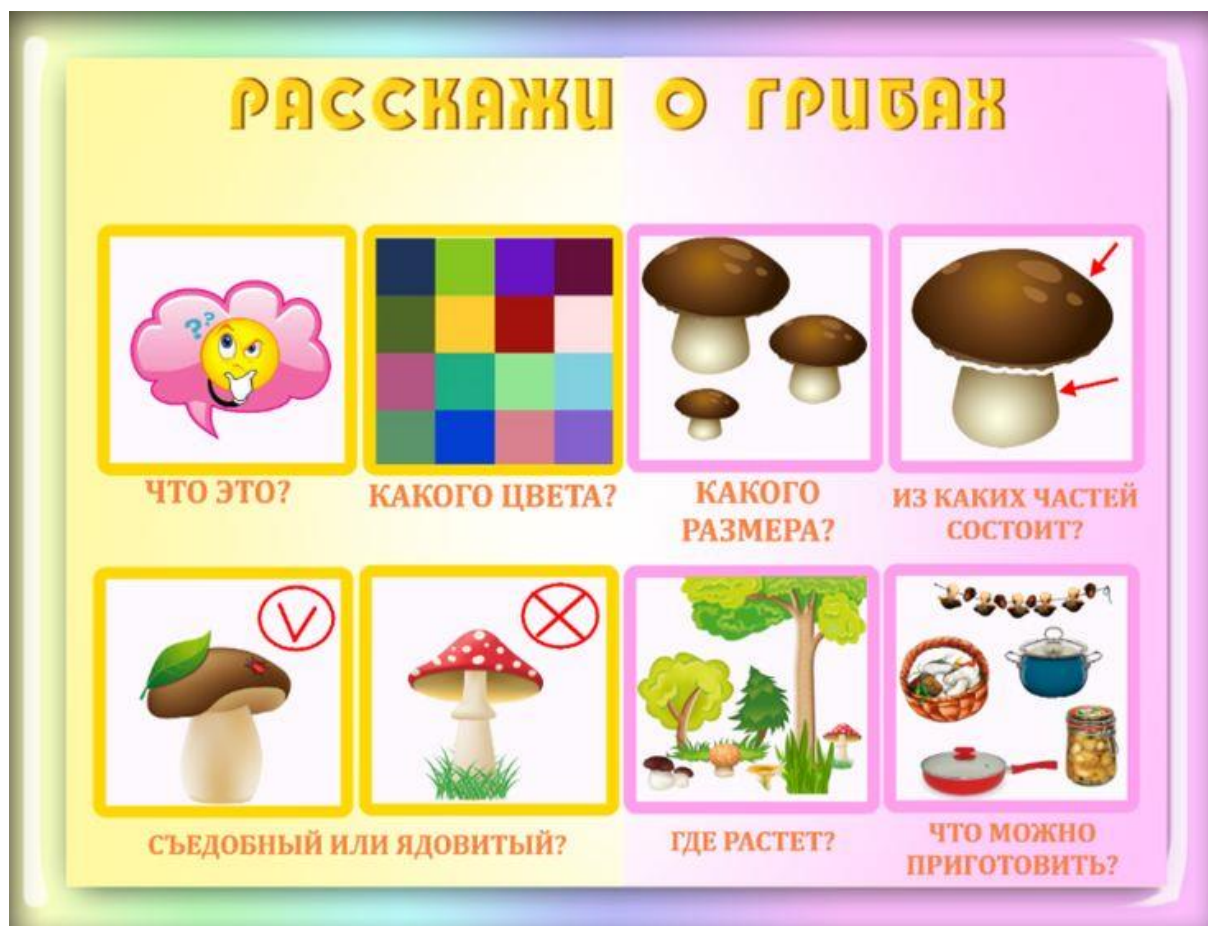 РАССКАЖИ О ГРИБАХ
??
ЧТО ЭТО?
КАКОГО ЦВЕТА?
КАКОГО
РАЗМЕРА?
ИЗ КАКИХ ЧАСТЕЙ
СОСТОИТ?
V
СЪЕДОБНЫЙ ИЛИ ЯДОВИТЫЙ?
ГДЕ РАСТЕТ?
ЧТО МОЖНО
ПРИГОТОВИТЬ?